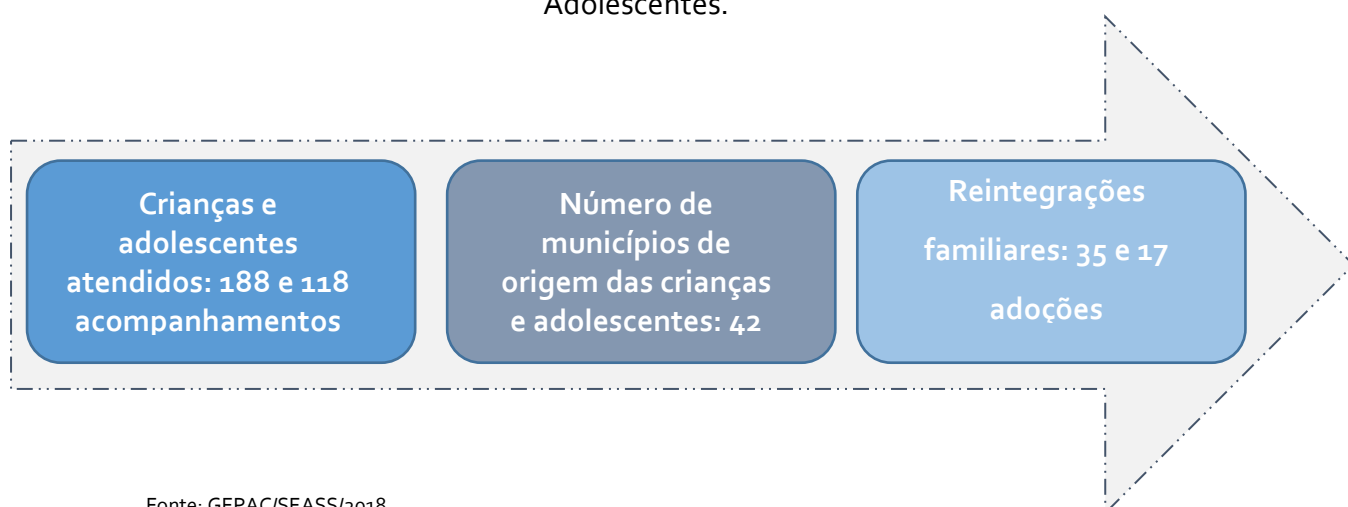 Adolescentes.
Crianças e
adolescentes
atendidos: 188 e 118
acompanhamentos
Número de
municípios de
origem das crianças
e adolescentes: 42
Reintegrações
familiares: 35 e 17
adoções
Fonte: GEPAC/SEASS/2018